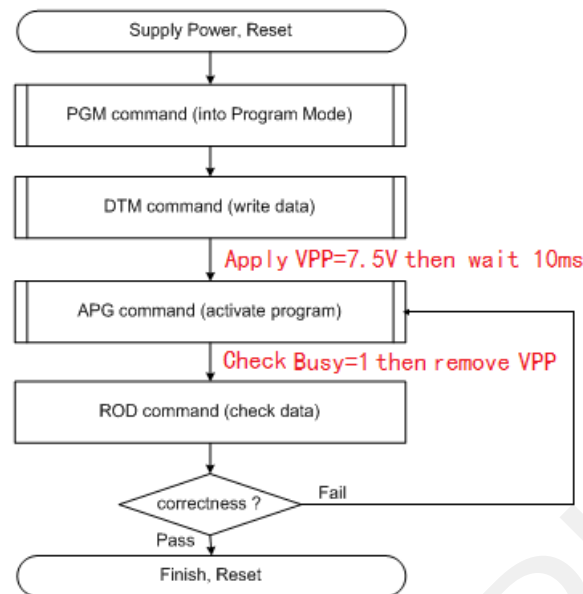 Supply Power, Reset
PGM command (into Program Mode)
DTM command (write data)
Apply VPP=7.5V then wait 10ms
APG command (activate program)
Check Busy=1 then remove VPP
ROD command (check data)
correctness ?
Fail
Pass
Finish, Reset